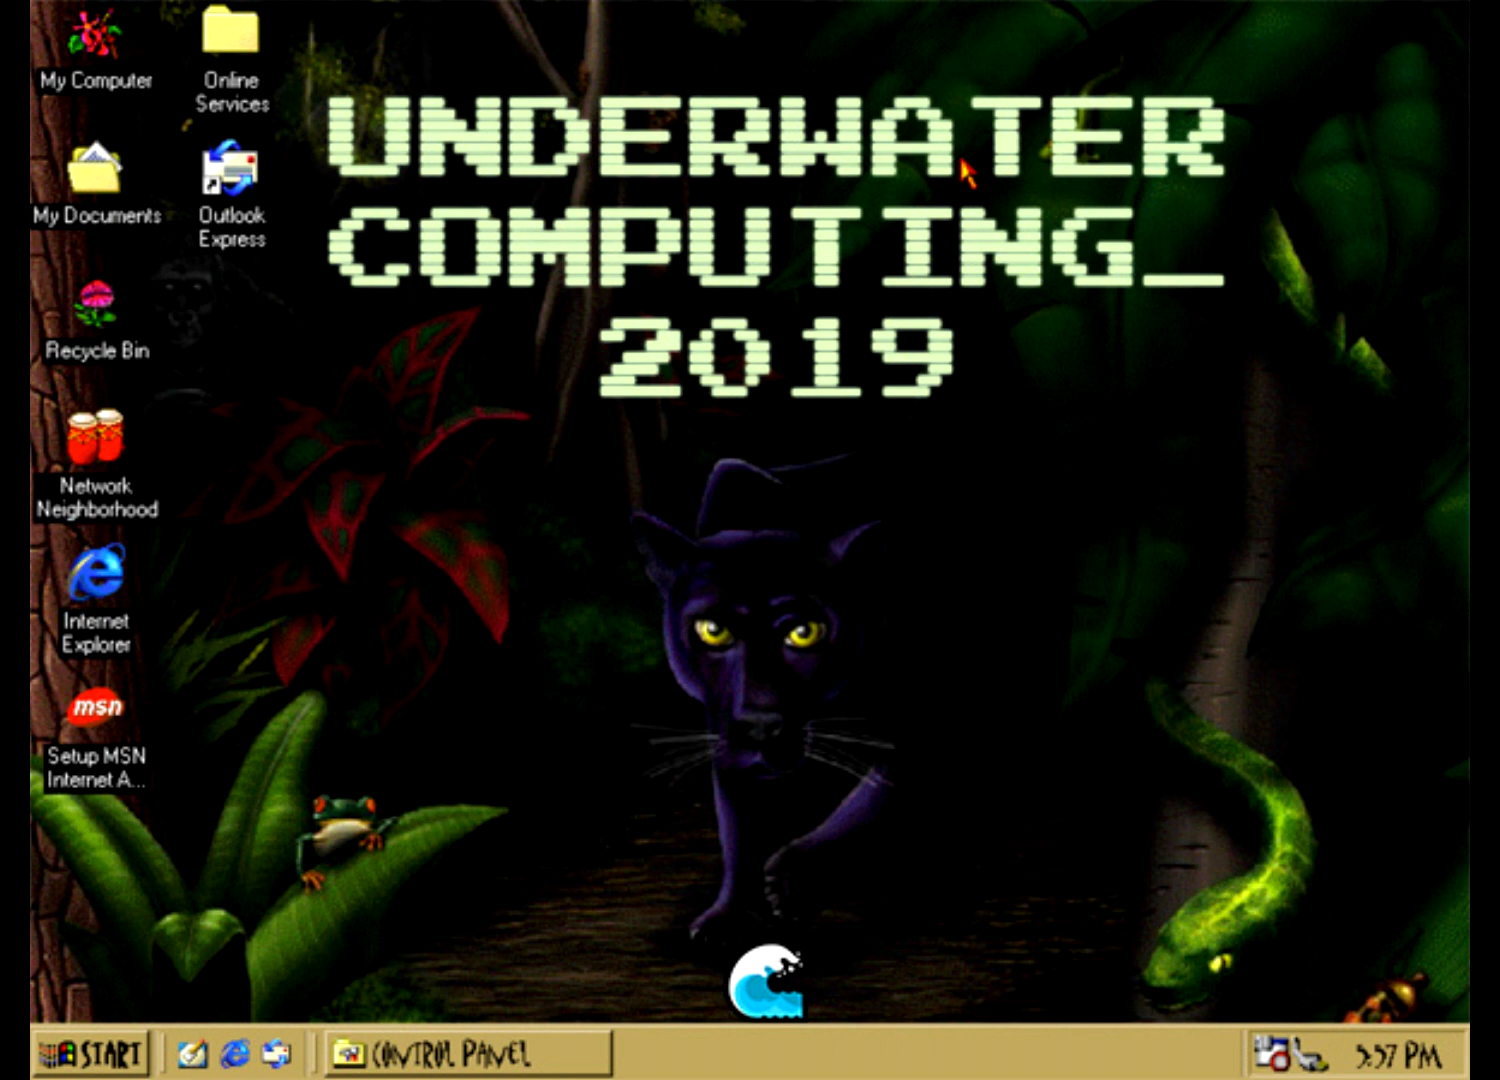 My Computer
Online
Services
UNDERWATER
COMPUTING_
2019
My Documents
Outlook
Express
Recycle Bin
Network
Neighborhood
Internet
Explorer
msn
Setup MSN
Internet A...
START
CONTROL PANEL
5:57 PM